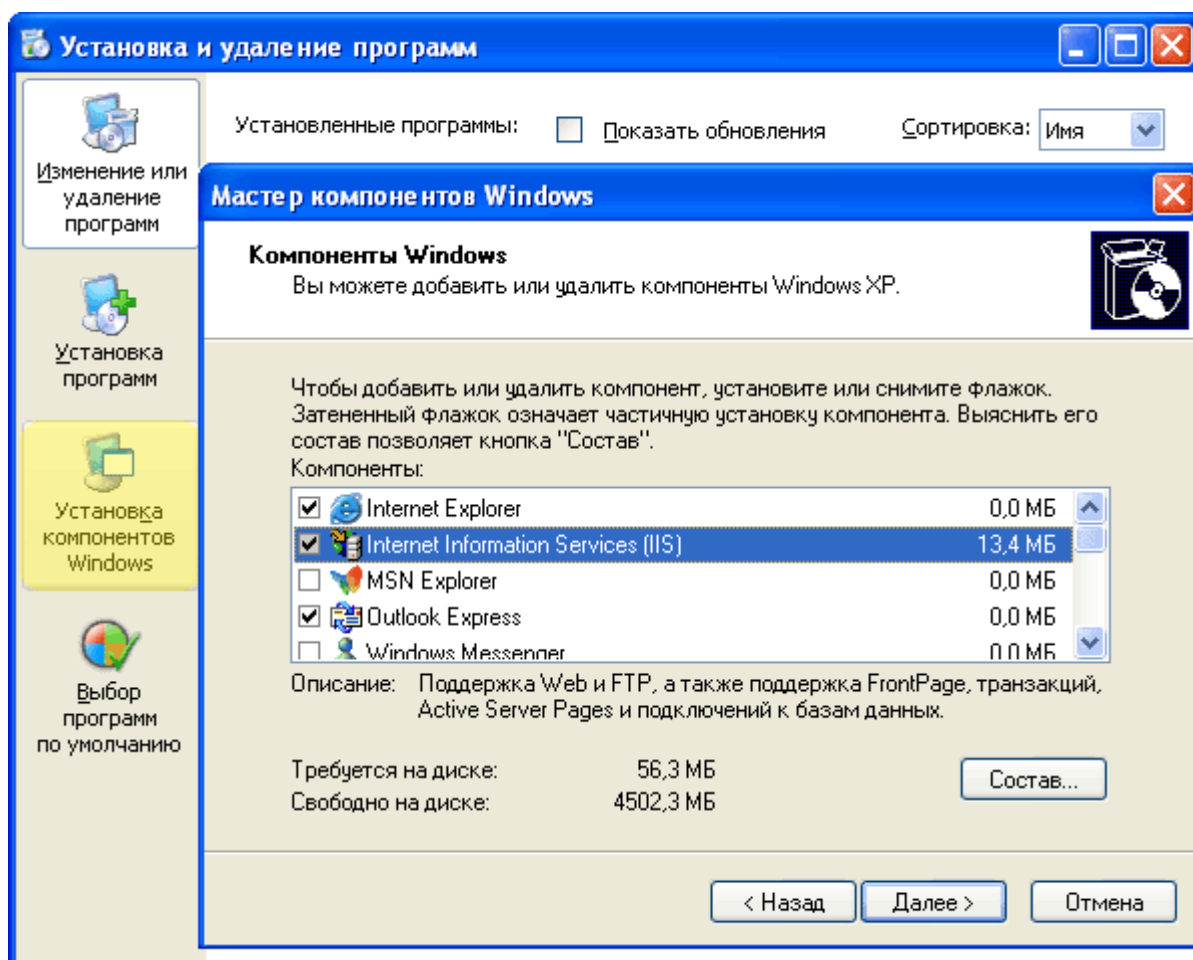 Установка и удаление программ
Изменение или
удаление
программ
Установка
программ
Установка
компонентов
Windows
Выбор
программ
по умолчанию
Установленные программы:
Показать обновления
Сортировка:
Имя
Мастер компонентов Windows
Компоненты Windows
Вы можете добавить или удалить компоненты Windows XP.
Чтобы добавить или удалить компонент, установите или снимите флажок.
Затененный флажок означает частичную установку компонента. Выяснить его
состав позволяет кнопка "Состав".
Компоненты:
Internet Explorer 0,0 МБ
Internet Information Services (IIS) 13,4 МБ
MSN Explorer 0,0 МБ
Outlook Express 0,0 МБ
Windows Messenger 0,0 МБ
Описание: Поддержка Web и FTP, а также поддержка FrontPage, транзакций,
Active Server Pages и подключений к базам данных.
Требуется на диске: 56,3 МБ
Свободно на диске: 4502,3 МБ
Состав...
< Назад
Далее >
Отмена